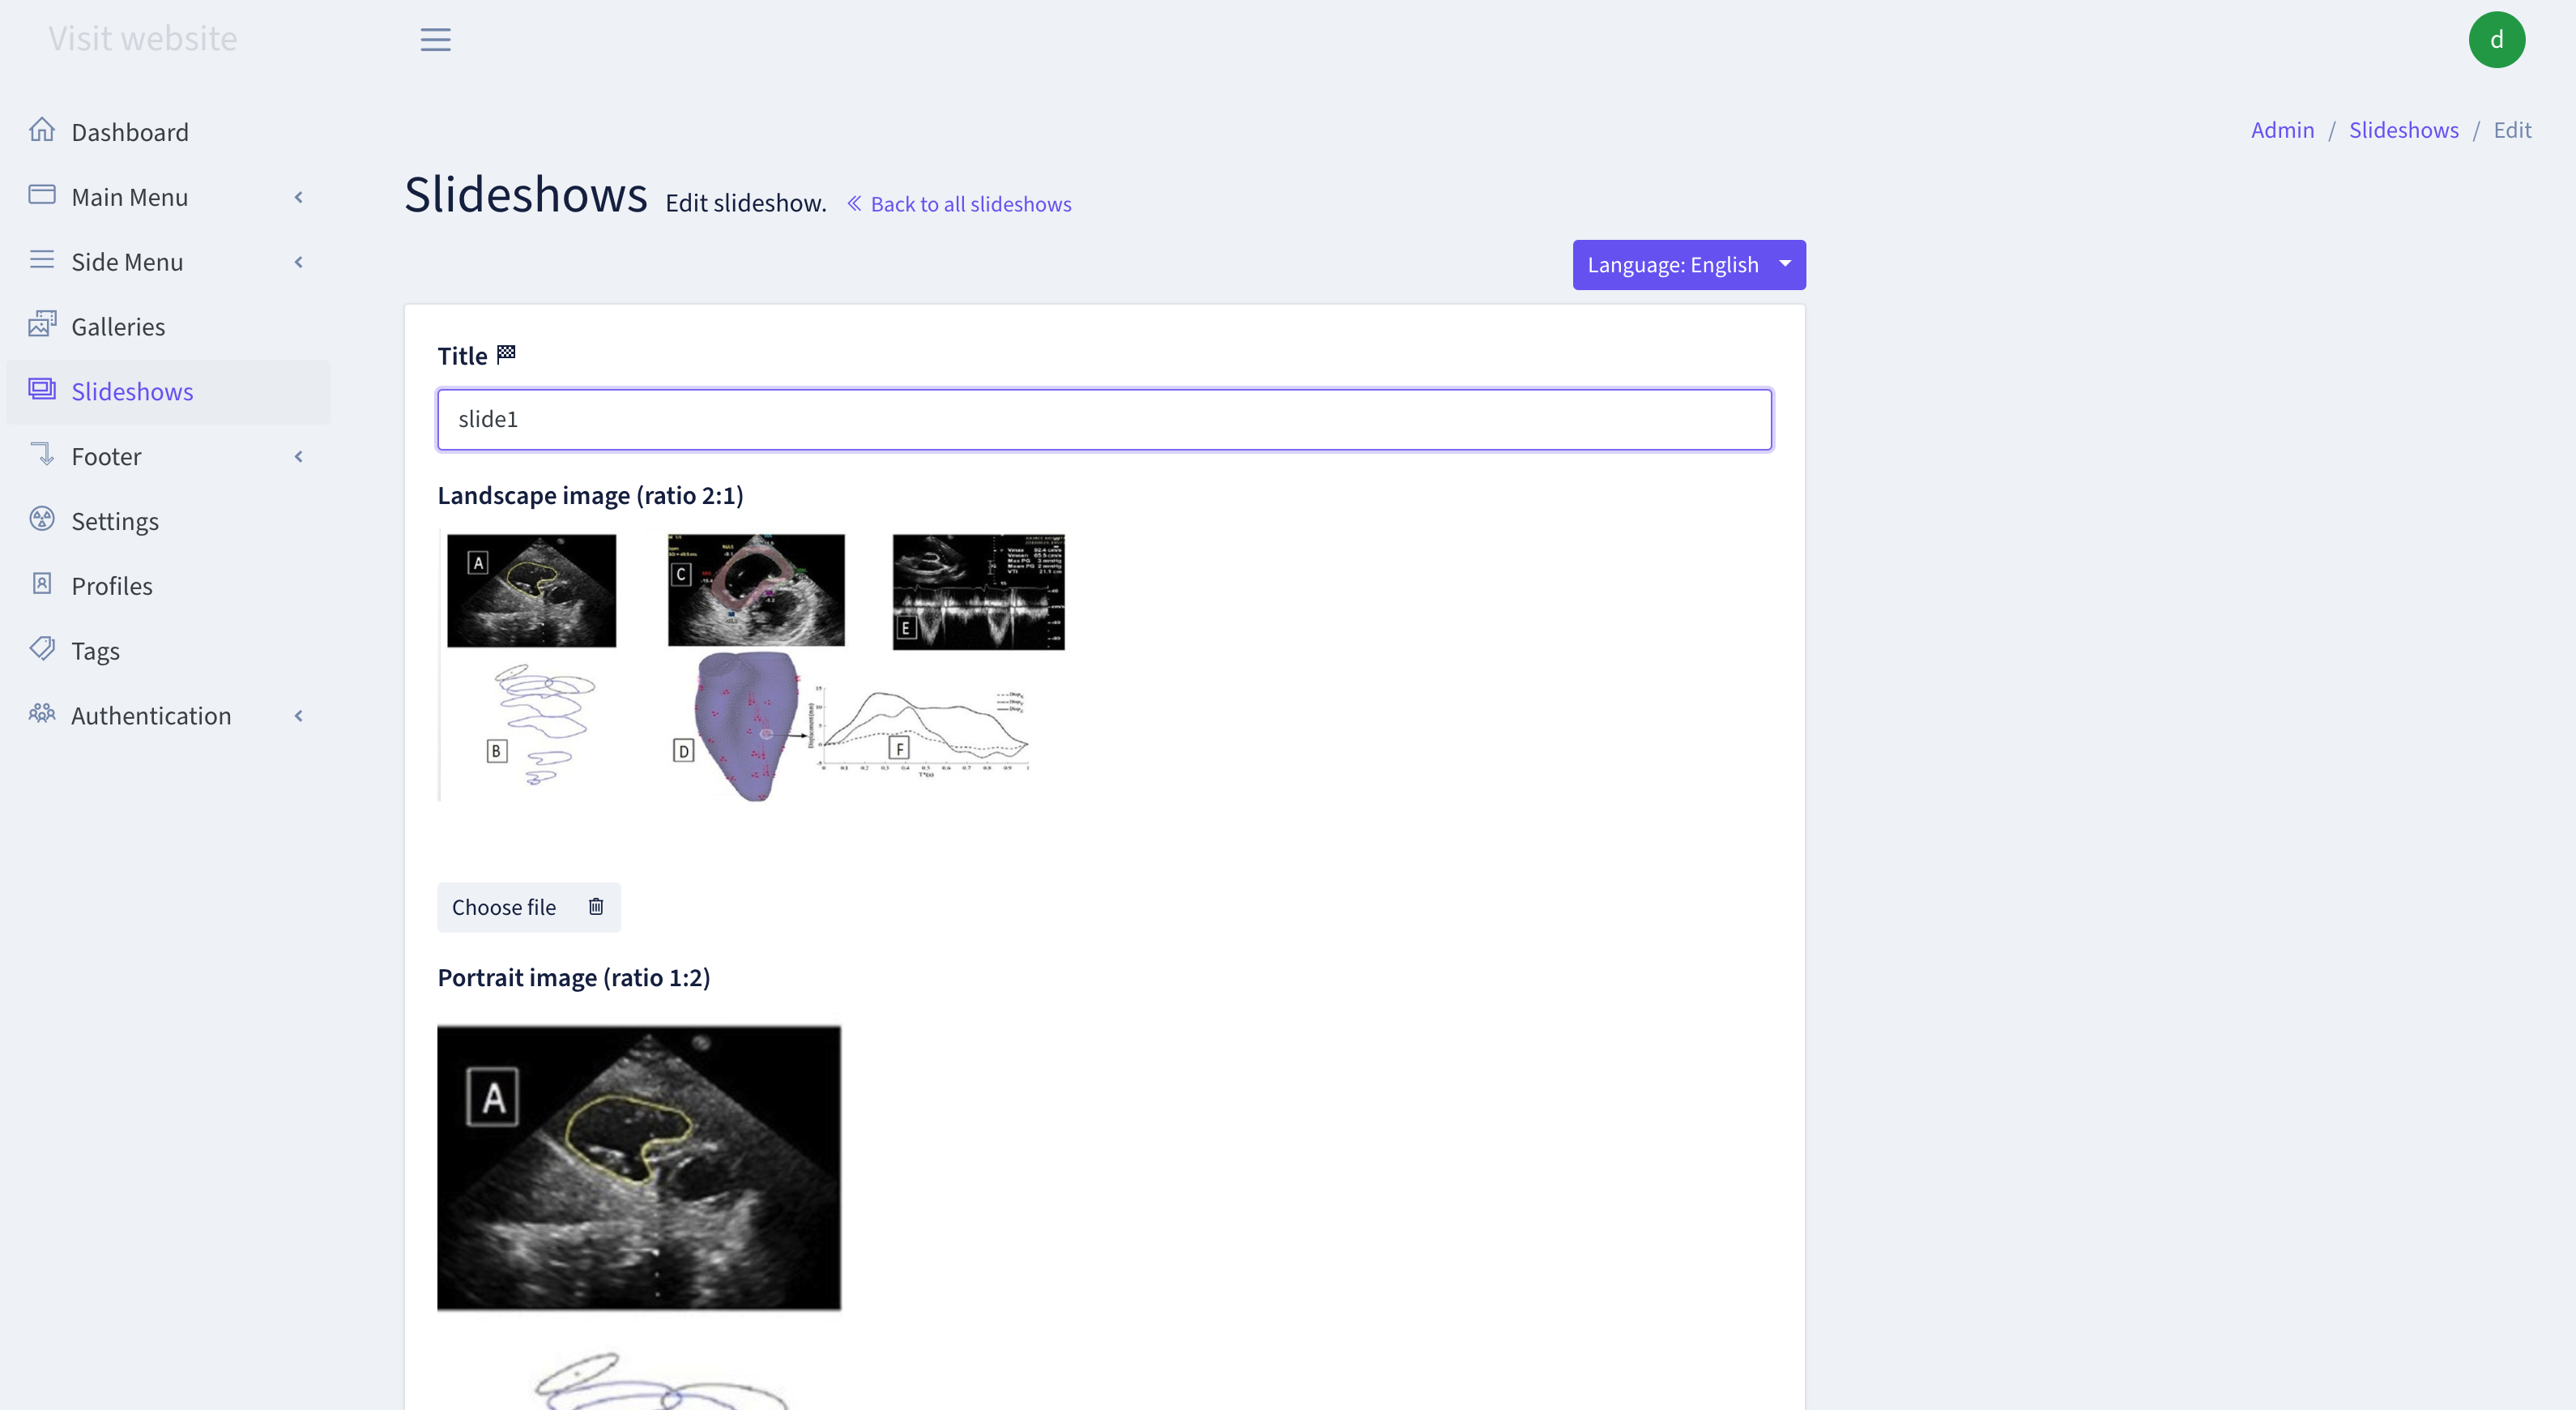 Visit website
d
Dashboard
Main Menu
Side Menu
Galleries
Slideshows
Footer
Settings
Profiles
Tags
Authentication
Admin / Slideshows / Edit
Slideshows Edit slideshow. Back to all slideshows
Language: English
Title
slide1
Landscape image (ratio 2:1)
A
C
E
B
D
F
Choose file
Portrait image (ratio 1:2)
A